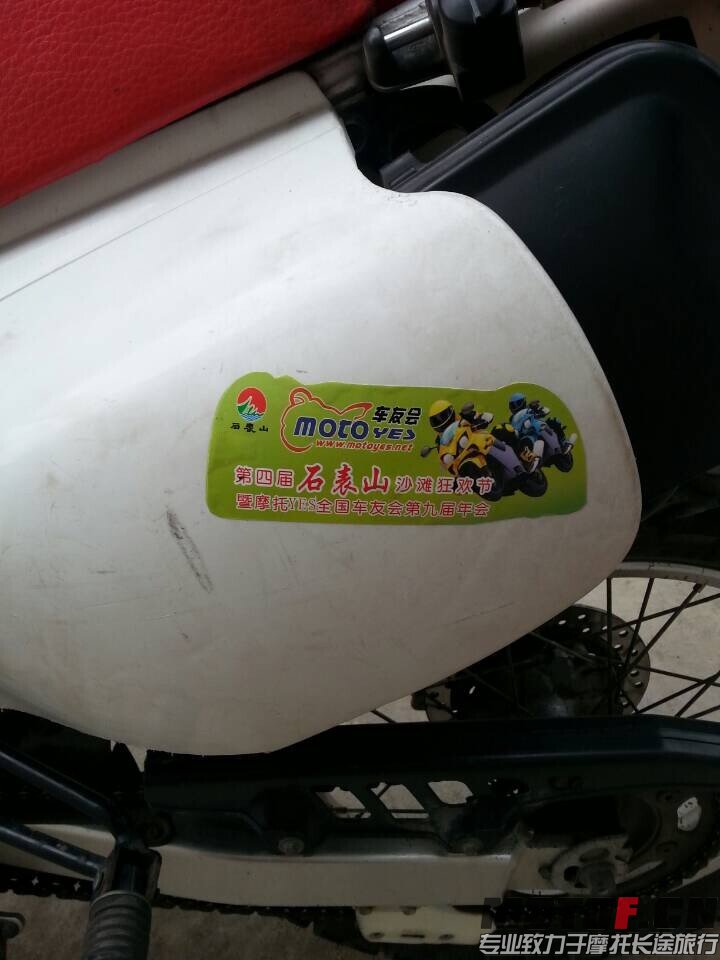 石表山
车友会
MOTOYES
www.motoyes.net
第四届 石表山 沙滩狂欢节
暨摩托YES全国车友会第九届年会
专业致力于摩托长途旅行